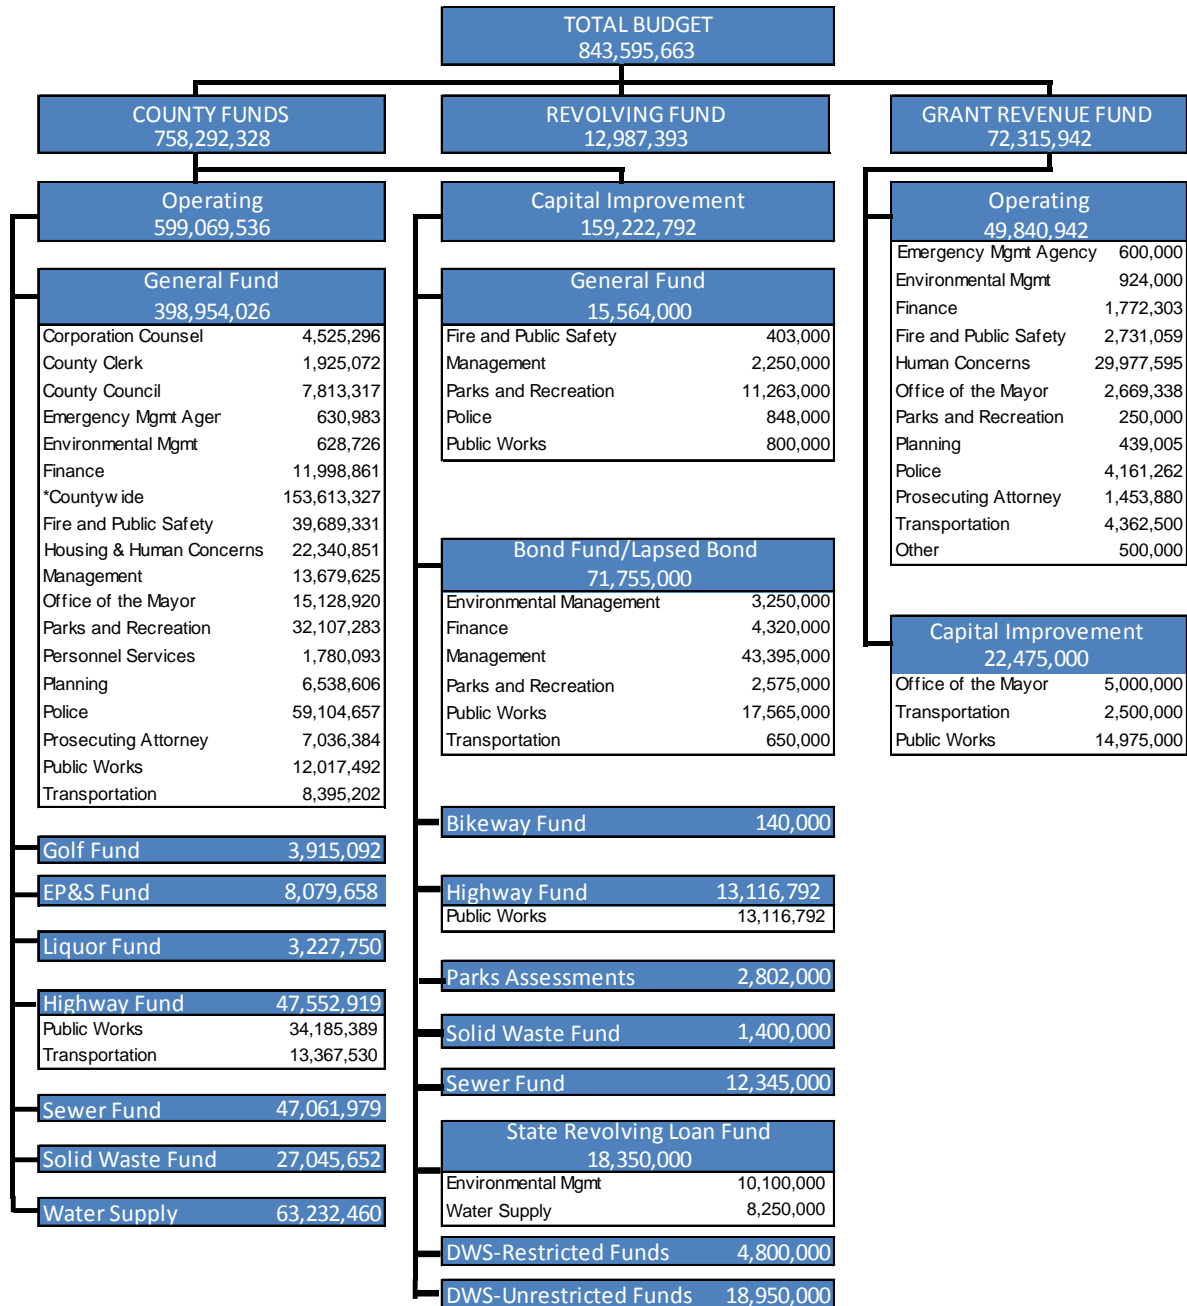 TOTAL BUDGET
843,595,663
COUNTY FUNDS
758,292,328
REVOLVING FUND
12,987,393
GRANT REVENUE FUND
72,315,942
Operating
599,069,536
General Fund
398,954,026
Corporation Counsel 4,525,296
County Clerk 1,925,072
County Council 7,813,317
Emergency Mgmt Ager 630,983
Environmental Mgmt 628,726
Finance 11,998,861
*Countywide 153,613,327
Fire and Public Safety 39,689,331
Housing & Human Concerns 22,340,851
Management 13,679,625
Office of the Mayor 15,128,920
Parks and Recreation 32,107,283
Personnel Services 1,780,093
Planning 6,538,606
Police 59,104,657
Prosecuting Attorney 7,036,384
Public Works 12,017,492
Transportation 8,395,202
Golf Fund 3,915,092
EP&S Fund 8,079,658
Liquor Fund 3,227,750
Highway Fund 47,552,919
Public Works 34,185,389
Transportation 13,367,530
Sewer Fund 47,061,979
Solid Waste Fund 27,045,652
Water Supply 63,232,460
Capital Improvement
159,222,792
General Fund
15,564,000
Fire and Public Safety 403,000
Management 2,250,000
Parks and Recreation 11,263,000
Police 848,000
Public Works 800,000
Bond Fund/Lapsed Bond
71,755,000
Environmental Management 3,250,000
Finance 4,320,000
Management 43,395,000
Parks and Recreation 2,575,000
Public Works 17,565,000
Transportation 650,000
Bikeway Fund 140,000
Highway Fund 13,116,792
Public Works 13,116,792
Parks Assessments 2,802,000
Solid Waste Fund 1,400,000
Sewer Fund 12,345,000
State Revolving Loan Fund
18,350,000
Environmental Mgmt 10,100,000
Water Supply 8,250,000
DWS-Restricted Funds 4,800,000
DWS-Unrestricted Funds 18,950,000
Operating
49,840,942
Emergency Mgmt Agency 600,000
Environmental Mgmt 924,000
Finance 1,772,303
Fire and Public Safety 2,731,059
Human Concerns 29,977,595
Office of the Mayor 2,669,338
Parks and Recreation 250,000
Planning 439,005
Police 4,161,262
Prosecuting Attorney 1,453,880
Transportation 4,362,500
Other 500,000
Capital Improvement
22,475,000
Office of the Mayor 5,000,000
Transportation 2,500,000
Public Works 14,975,000